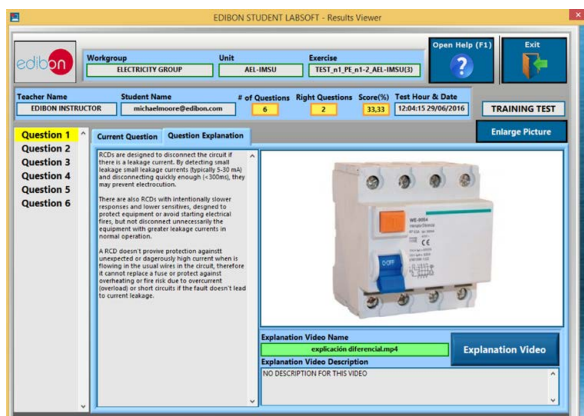 EDIBON STUDENT LABSOFT - Results Viewer
edibon
Workgroup
ELECTRICITY GROUP
Unit
AEL-IMSU
Exercise
TEST_n1_PE_n1-2_AEL-IMSU(3)
Open Help (F1)
?
Exit
Teacher Name
EDIBON INSTRUCTOR
Student Name
michaelmoore@edibon.com
# of Questions
6
Right Questions
2
Score(%)
33,33
Test Hour & Date
12:04:15 29/06/2016
TRAINING TEST
Question 1
Question 2
Question 3
Question 4
Question 5
Question 6
Current Question
Question Explanation
Enlarge Picture
RCDs are designed to disconnect the circuit if
there is a leakage current. By detecting small
leakage small leakage currents (typically 5-30 mA)
and disconnecting quickly enough (<300ms), they
may prevent electrocution.
There are also RCDs with intentionally slower
responses and lower sensitives, designed to
protect equipment or avoid starting electrical
fires, but not disconnect unnecessarily the
equipment with greater leakage currents in
normal operation.
A RCD doesn't provive protection againstt
unexpected or dagerously high current when is
flowing in the usual wires in the circuit, therefore
it cannot replace a fuse or protect against
overheating or fire risk due to overcurrent
(overload) or short circuits if the fault doesn't lead
to current leakage.
Explanation Video Name
explicación diferencial.mp4
Explanation Video
Explanation Video Description
NO DESCRIPTION FOR THIS VIDEO